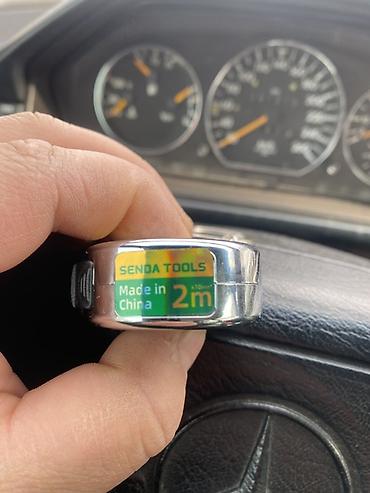 SENDA TOOLS
Made in
China
2m